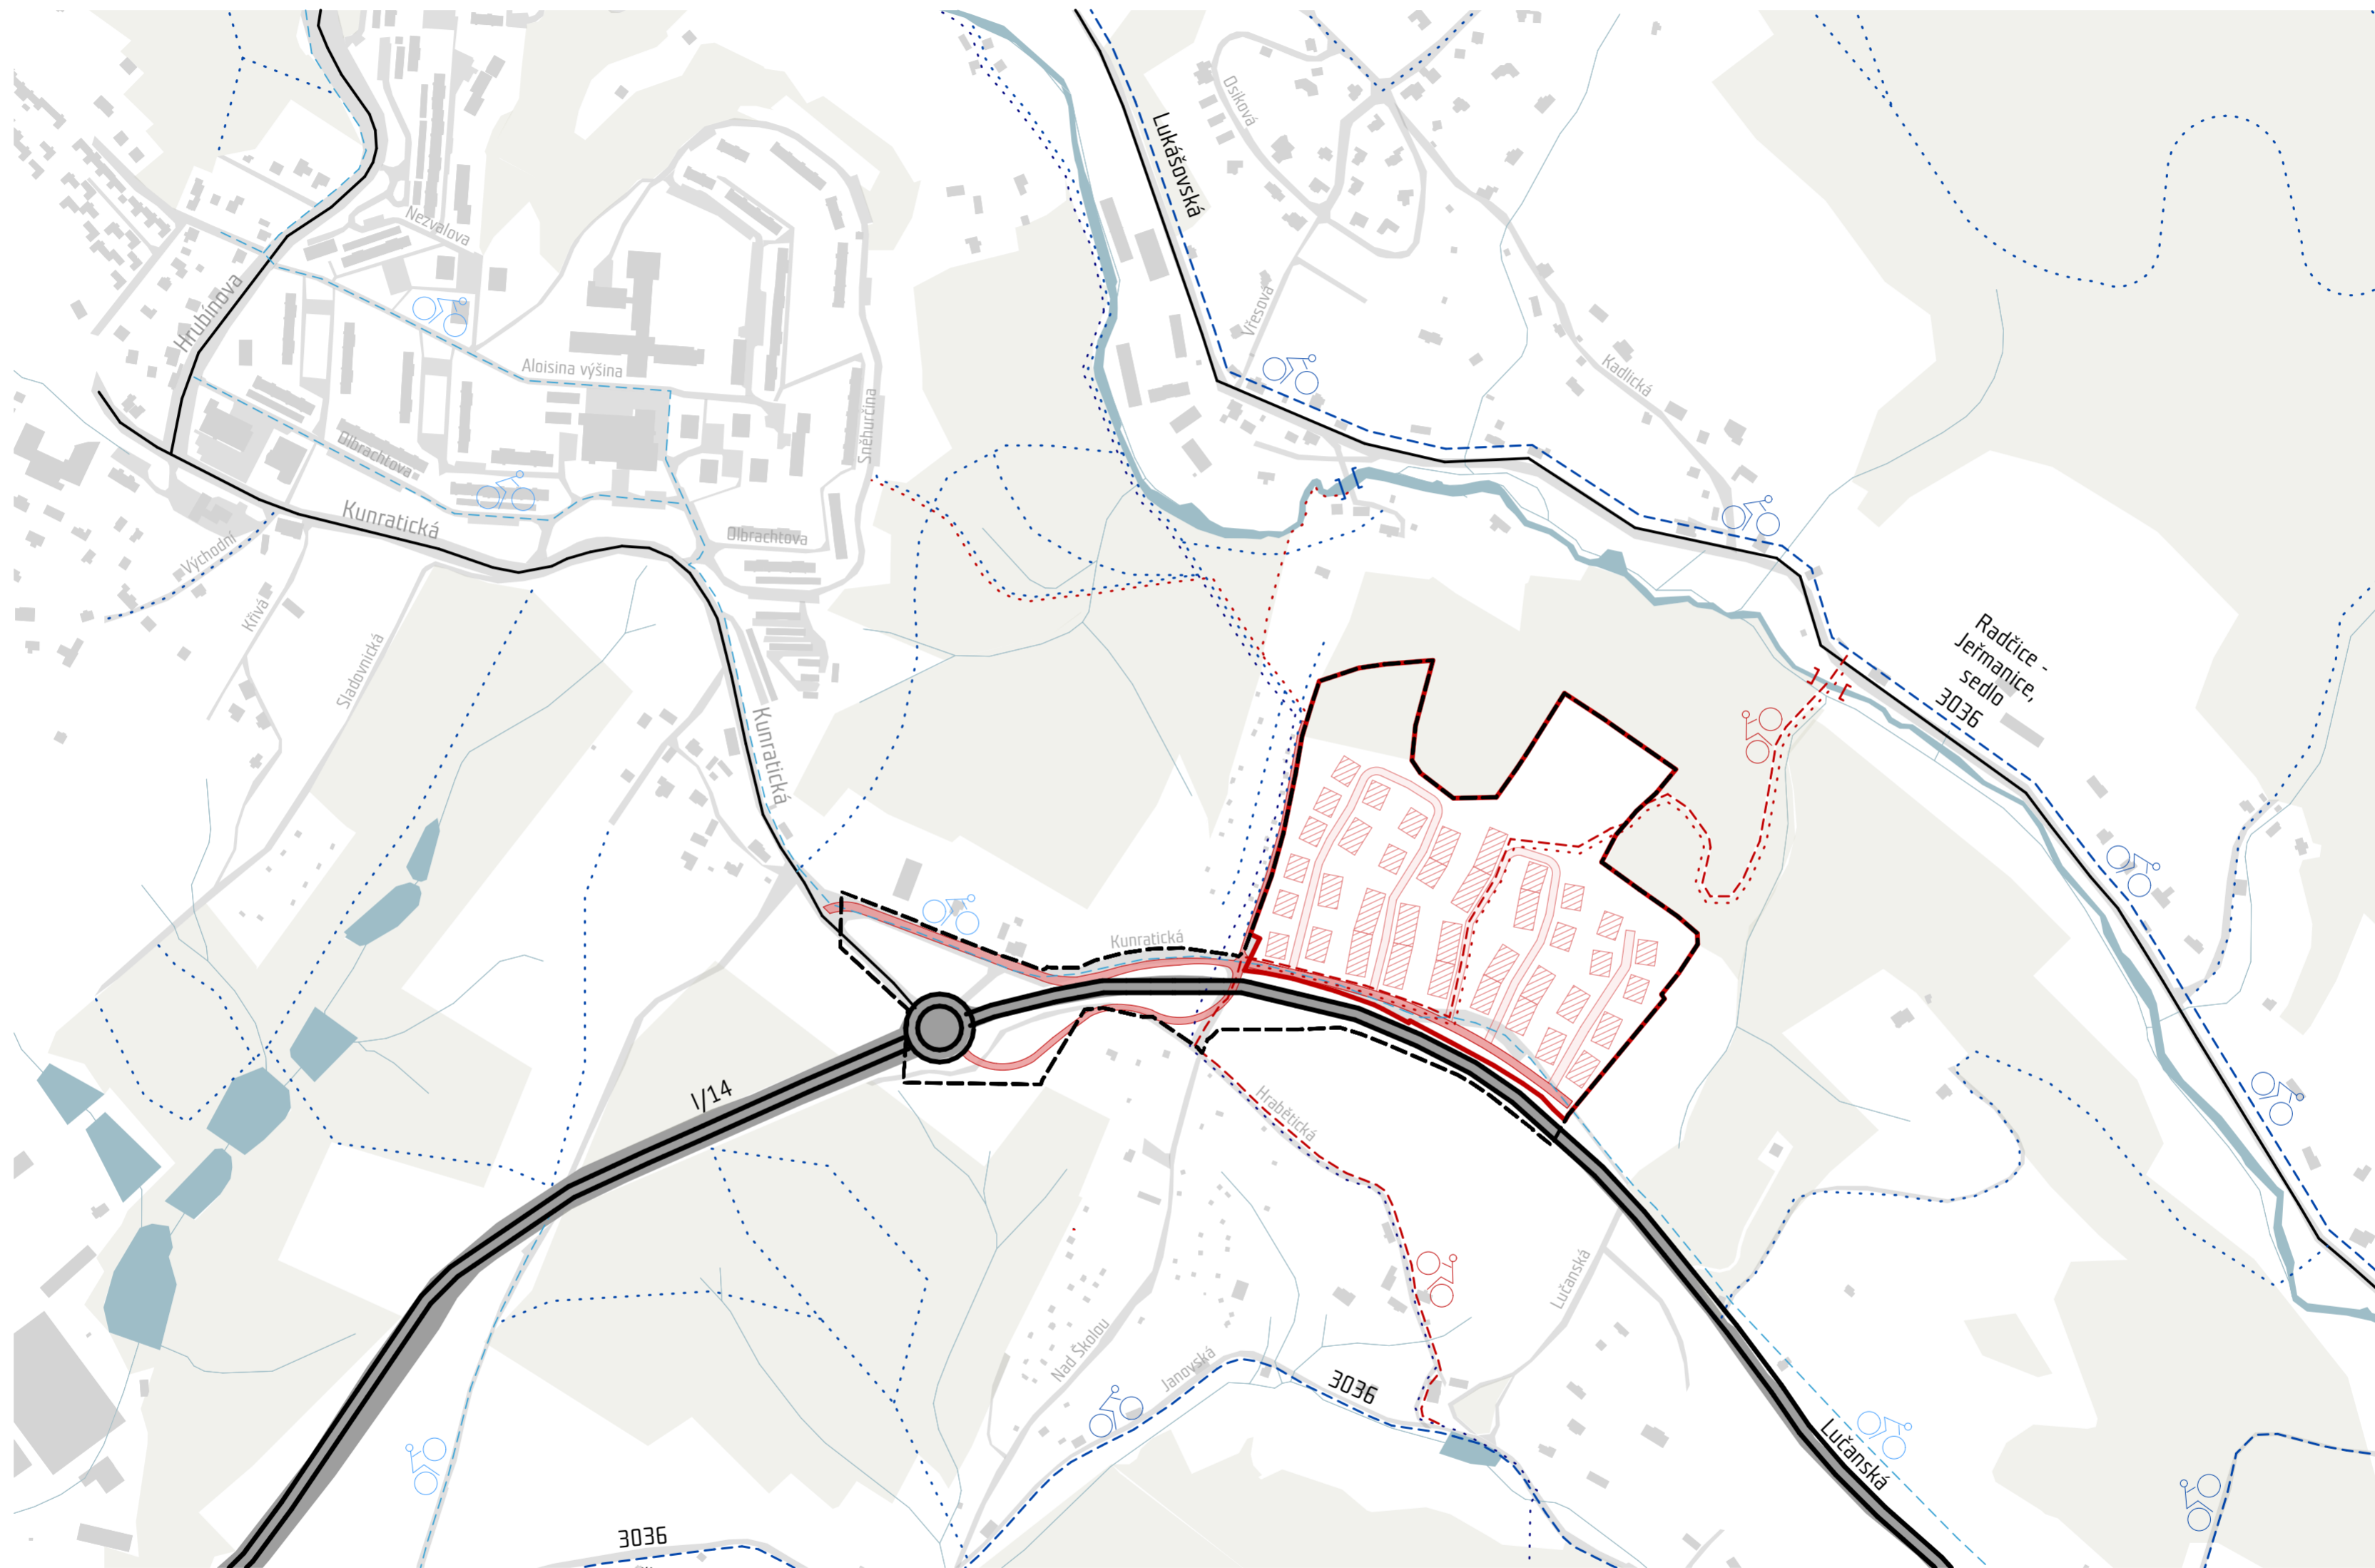 Osiková
Lukášovská
Nezvalova
Hrubínova
Vřesová
Aloisina výšina
Kadlická
Sněhurčina
Olbrachtova
Kunratická
Olbrachtova
Východní
Křivá
Sladovnická
Radčice -
Jeřmanice,
sedlo
3036
Kunratická
Kunratická
I/14
Hrabětická
Lučanská
Nad Školou
Janovská
3036
Lučanská
3036